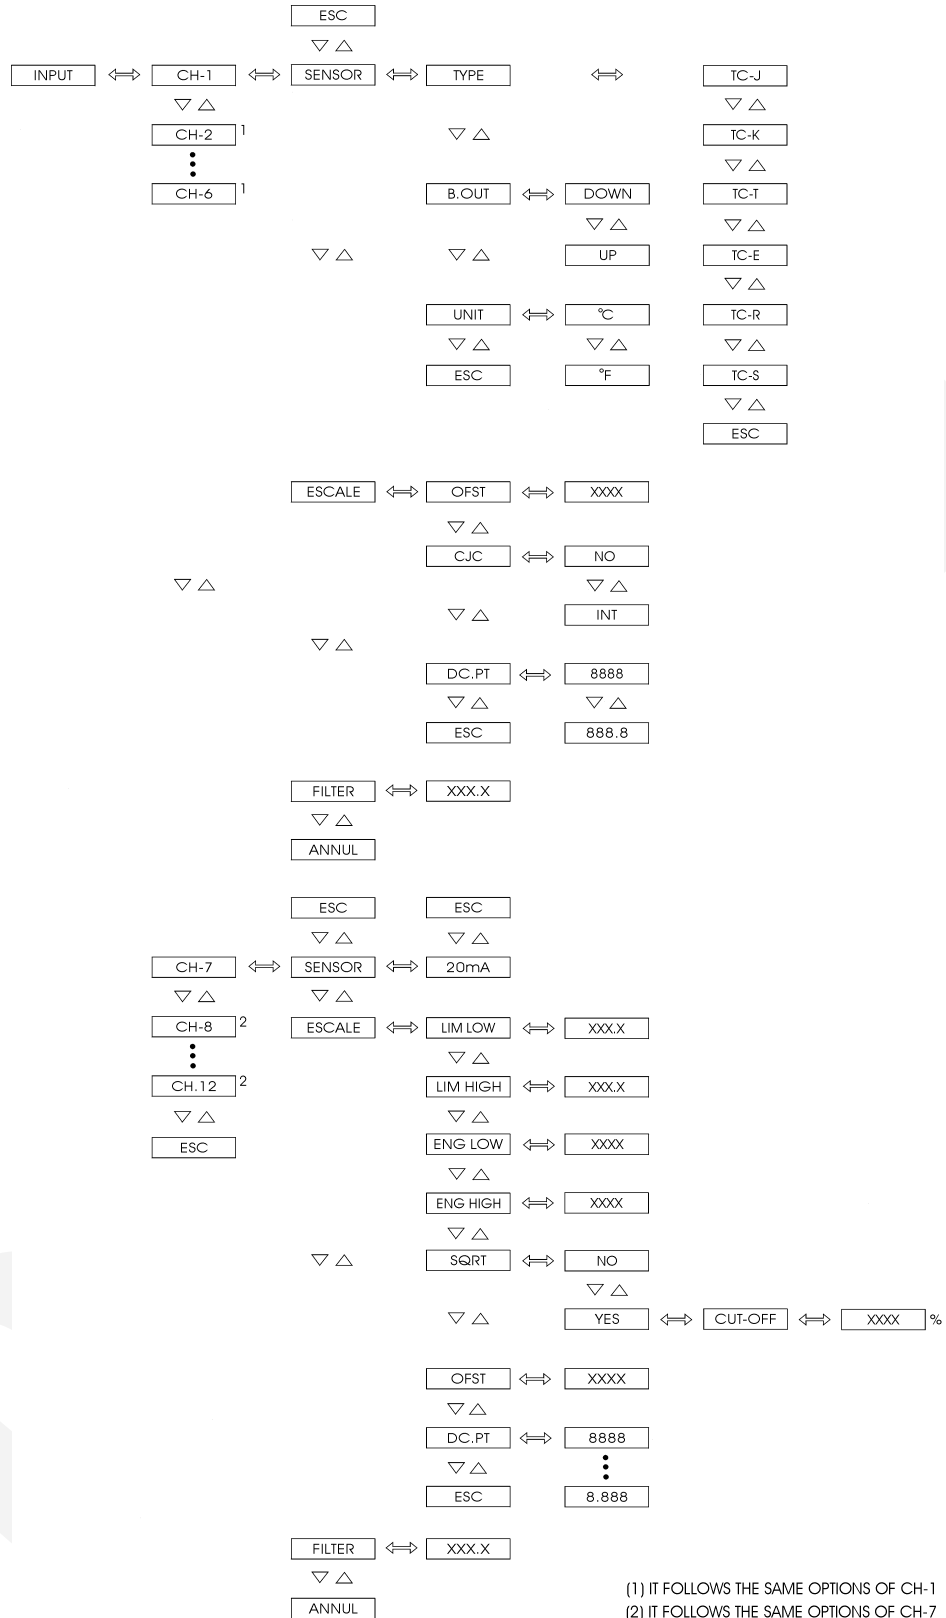 ESC
INPUT CH-1 SENSOR TYPE TC-J
CH-2 1 TC-K
CH-6 1 B.OUT DOWN TC-T
UP TC-E
UNIT °C TC-R
ESC °F TC-S
ESC
ESCALE OFST XXXX
CJC NO
INT
DC.PT 8888
ESC 888.8
FILTER XXX.X
ANNUL
ESC ESC
CH-7 SENSOR 20mA
CH-8 2 ESCALE LIM LOW XXX.X
CH.12 2 LIM HIGH XXX.X
ESC ENG LOW XXXX
ENG HIGH XXXX
SQRT NO
YES CUT-OFF XXXX %
OFST XXXX
DC.PT 8888
ESC 8.888
FILTER XXX.X
ANNUL
(1) IT FOLLOWS THE SAME OPTIONS OF CH-1
(2) IT FOLLOWS THE SAME OPTIONS OF CH-7